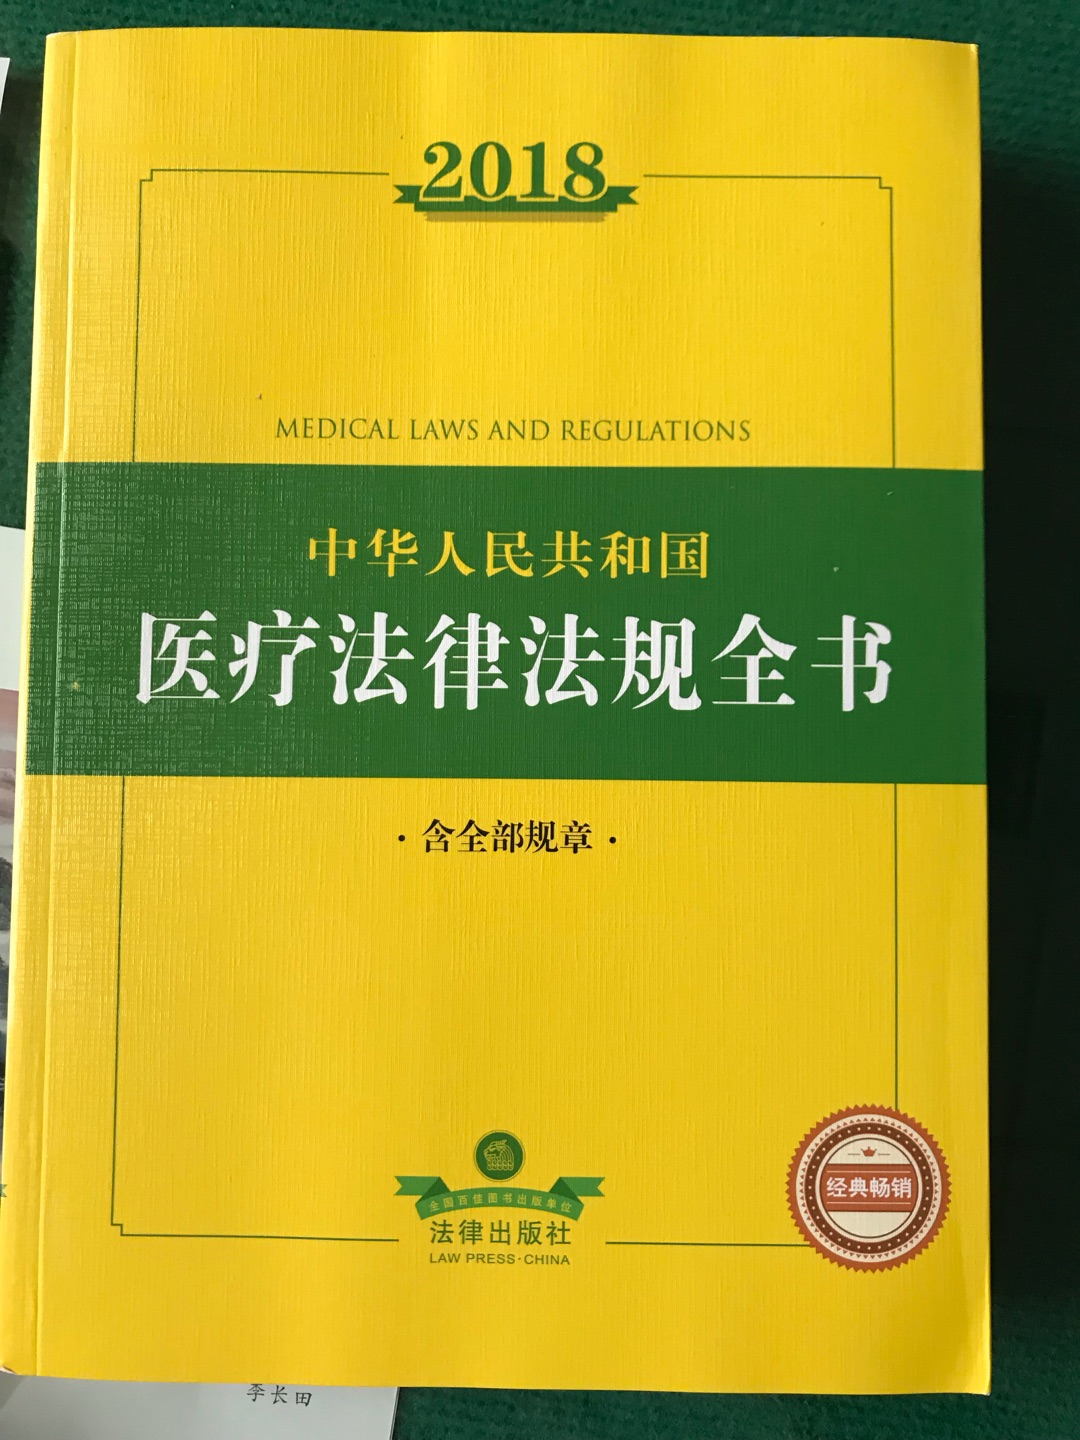 2018
MEDICAL LAWS AND REGULATIONS
中华人民共和国
医疗法律法规全书
·含全部规章·
经典畅销
全国百佳图书出版单位
法律出版社
LAW PRESS·CHINA
李长田